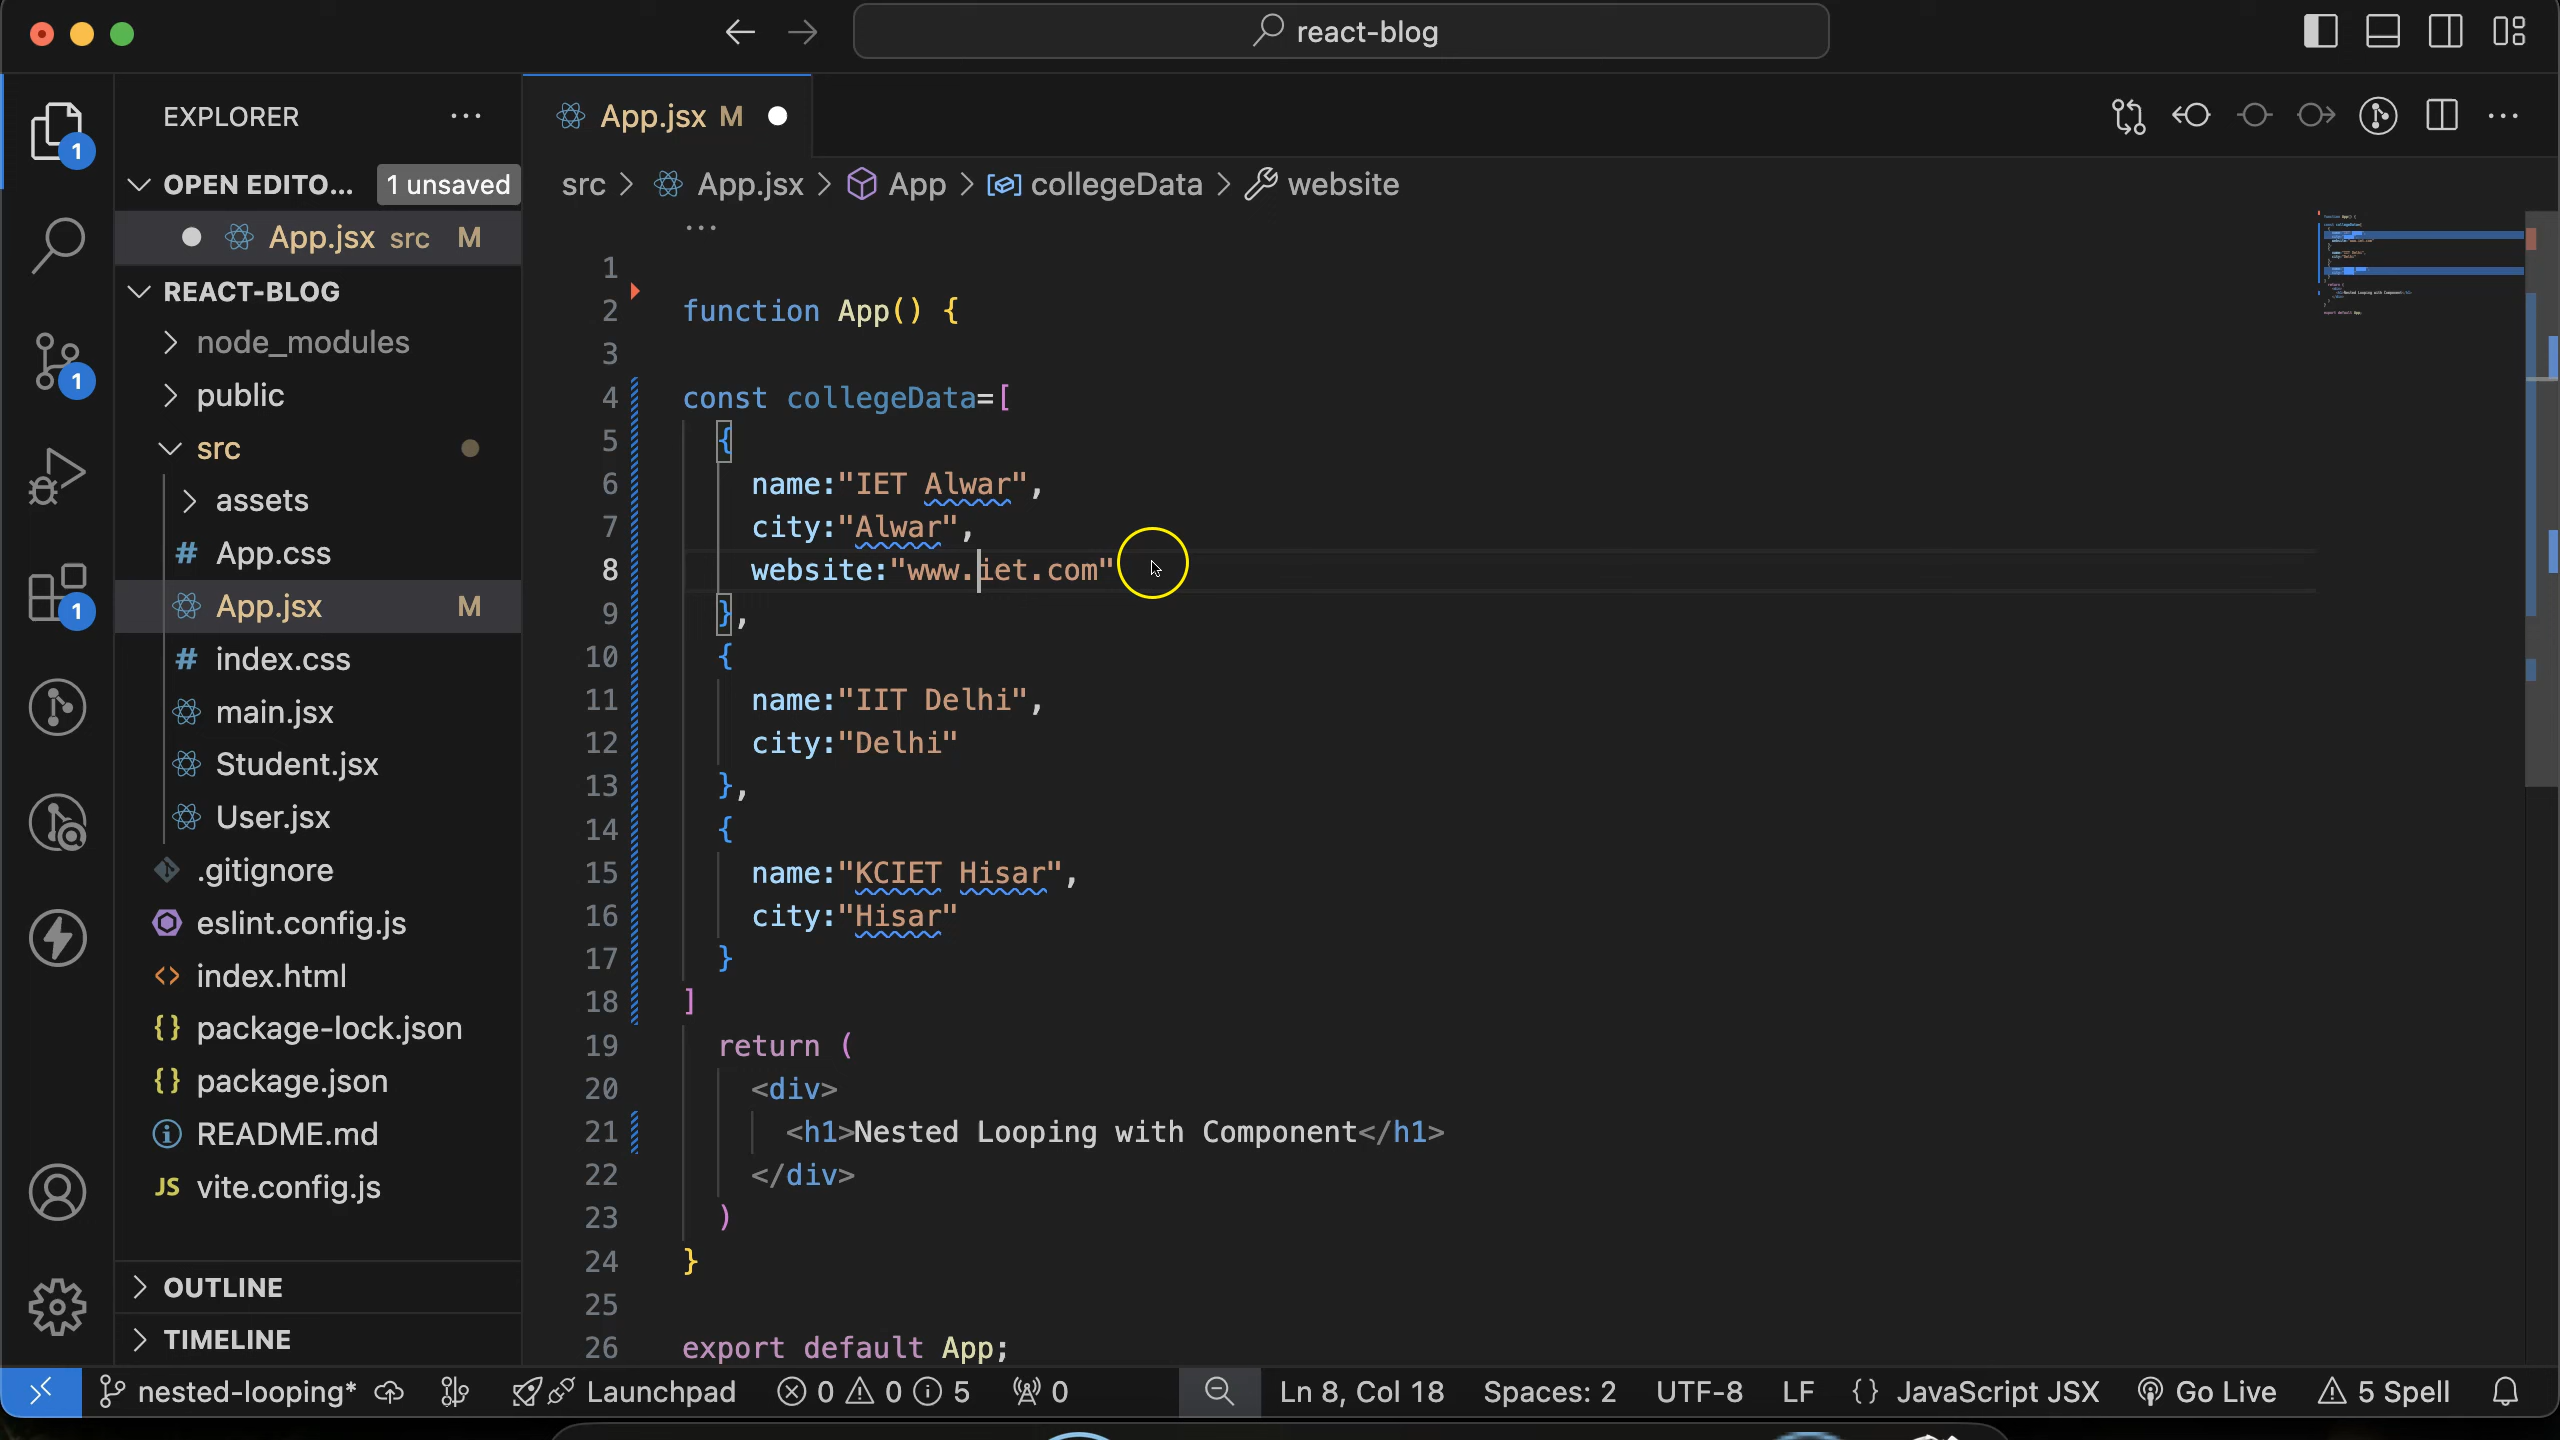 react-blog
EXPLORER
OPEN EDITO... 1 unsaved
App.jsx src M
REACT-BLOG
node_modules
public
src
assets
# App.css
App.jsx M
# index.css
main.jsx
Student.jsx
User.jsx
.gitignore
eslint.config.js
<> index.html
{} package-lock.json
{} package.json
README.md
JS vite.config.js
OUTLINE
TIMELINE
1
1
1
App.jsx M
src > App.jsx > App > collegeData > website
...
1
2 function App() {
3
4 const collegeData=[
5 {
6 name:"IET Alwar",
7 city:"Alwar",
8 website:"www.iet.com"
9 },
10 {
11 name:"IIT Delhi",
12 city:"Delhi"
13 },
14 {
15 name:"KCIET Hisar",
16 city:"Hisar"
17 }
18 ]
19 return (
20 <div>
21 <h1>Nested Looping with Component</h1>
22 </div>
23 )
24 }
25
26 export default App;
nested-looping* Launchpad 0 0 5 0 Ln 8, Col 18 Spaces: 2 UTF-8 LF {} JavaScript JSX Go Live 5 Spell